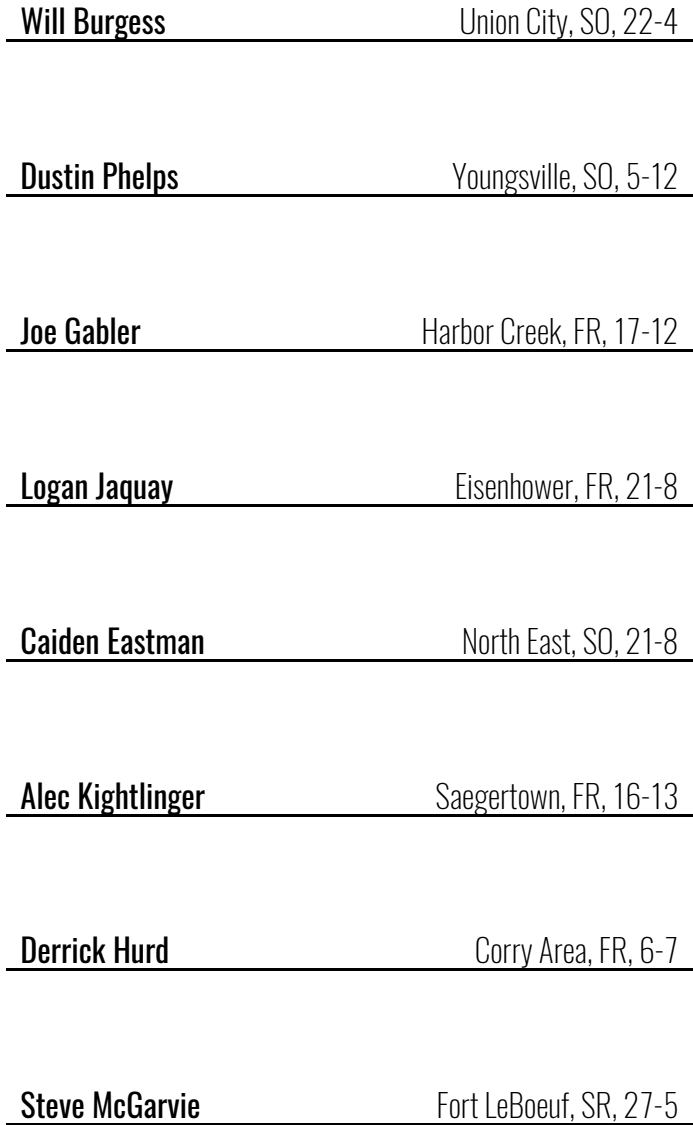 Will Burgess Union City, SO, 22-4
Dustin Phelps Youngsville, SO, 5-12
Joe Gabler Harbor Creek, FR, 17-12
Logan Jaquay Eisenhower, FR, 21-8
Caiden Eastman North East, SO, 21-8
Alec Kightlinger Saegertown, FR, 16-13
Derrick Hurd Corry Area, FR, 6-7
Steve McGarvie Fort LeBoeuf, SR, 27-5